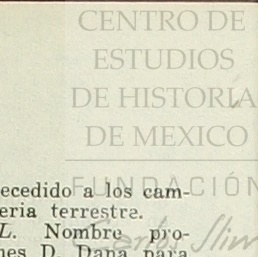 CENTRO DE
ESTUDIOS
DE HISTORIA
DE MEXICO
FUNDACIÓN
Carlos Slim
ecedido a los cam-
eria terrestre.
L. Nombre pro-
nes D. Dana para